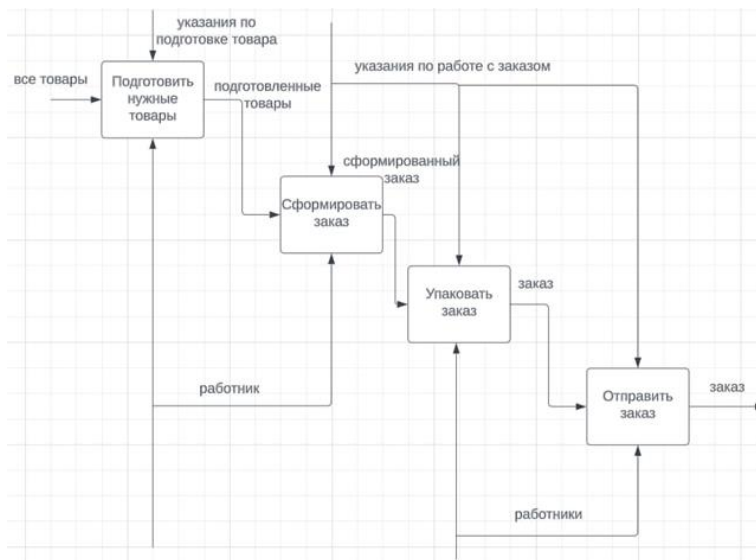 указания по
подготовке товара
все товары
Подготовить
нужные
товары
подготовленные
товары
указания по работе с заказом
сформированный
заказ
Сформировать
заказ
Упаковать
заказ
заказ
работник
Отправить
заказ
заказ
работники